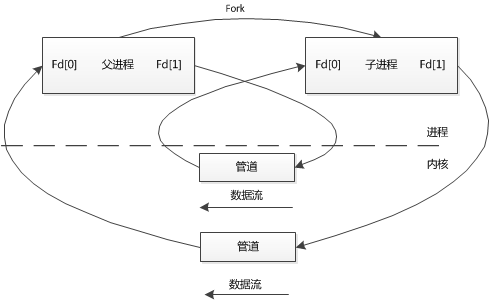 Fork
Fd[0] 父进程 Fd[1]
Fd[0] 子进程 Fd[1]
进程
管道
内核
数据流
管道
数据流